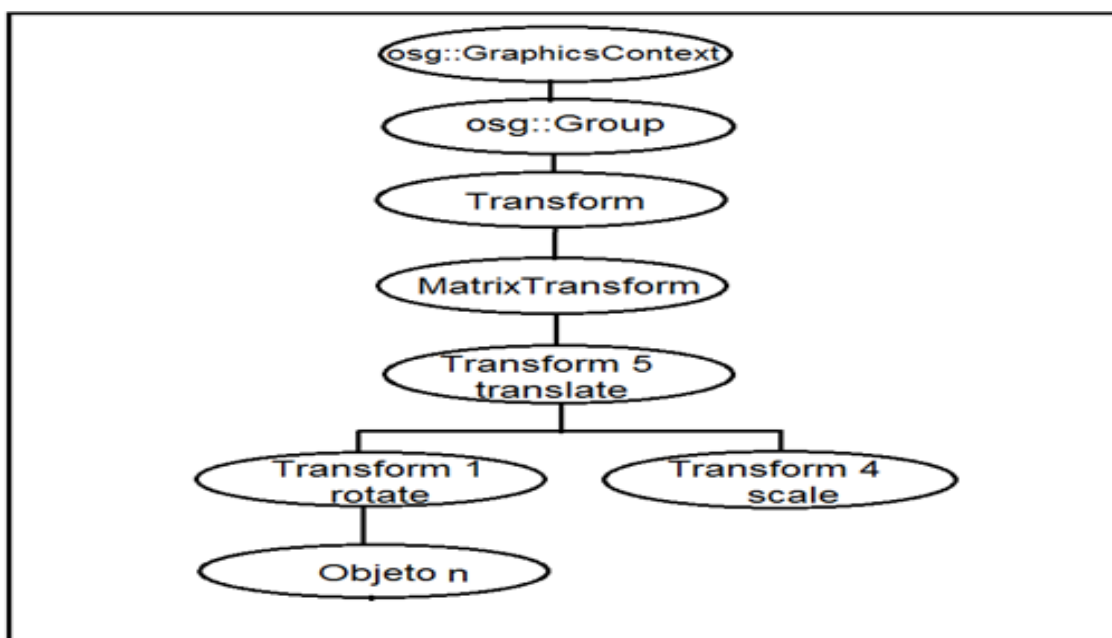 osg::GraphicsContext
osg::Group
Transform
MatrixTransform
Transform 5
translate
Transform 1
rotate
Transform 4
scale
Objeto n